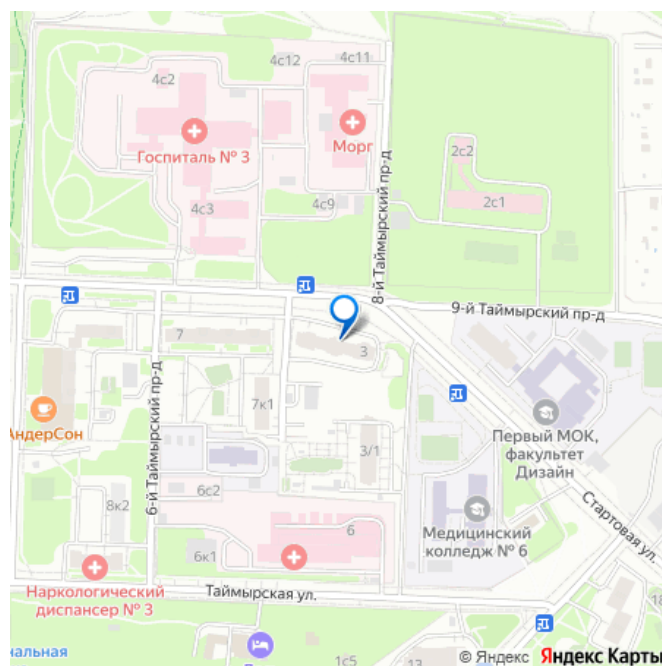 4с12
4с11
4с2
Госпиталь № 3
Морг
2с2
2с1
4с3
4с9
8-й Таймырский пр-д
9-й Таймырский пр-д
7
3
6-й Таймырский пр-д
7к1
АндерСон
3/1
Первый МОК,
факультет
Дизайн
6с2
8к2
6
Медицинский
колледж № 6
Стартовая ул.
6к1
Наркологический
диспансер № 3
Таймырская ул.
18
нальная
1с5
13
© Яндекс Яндекс Карты